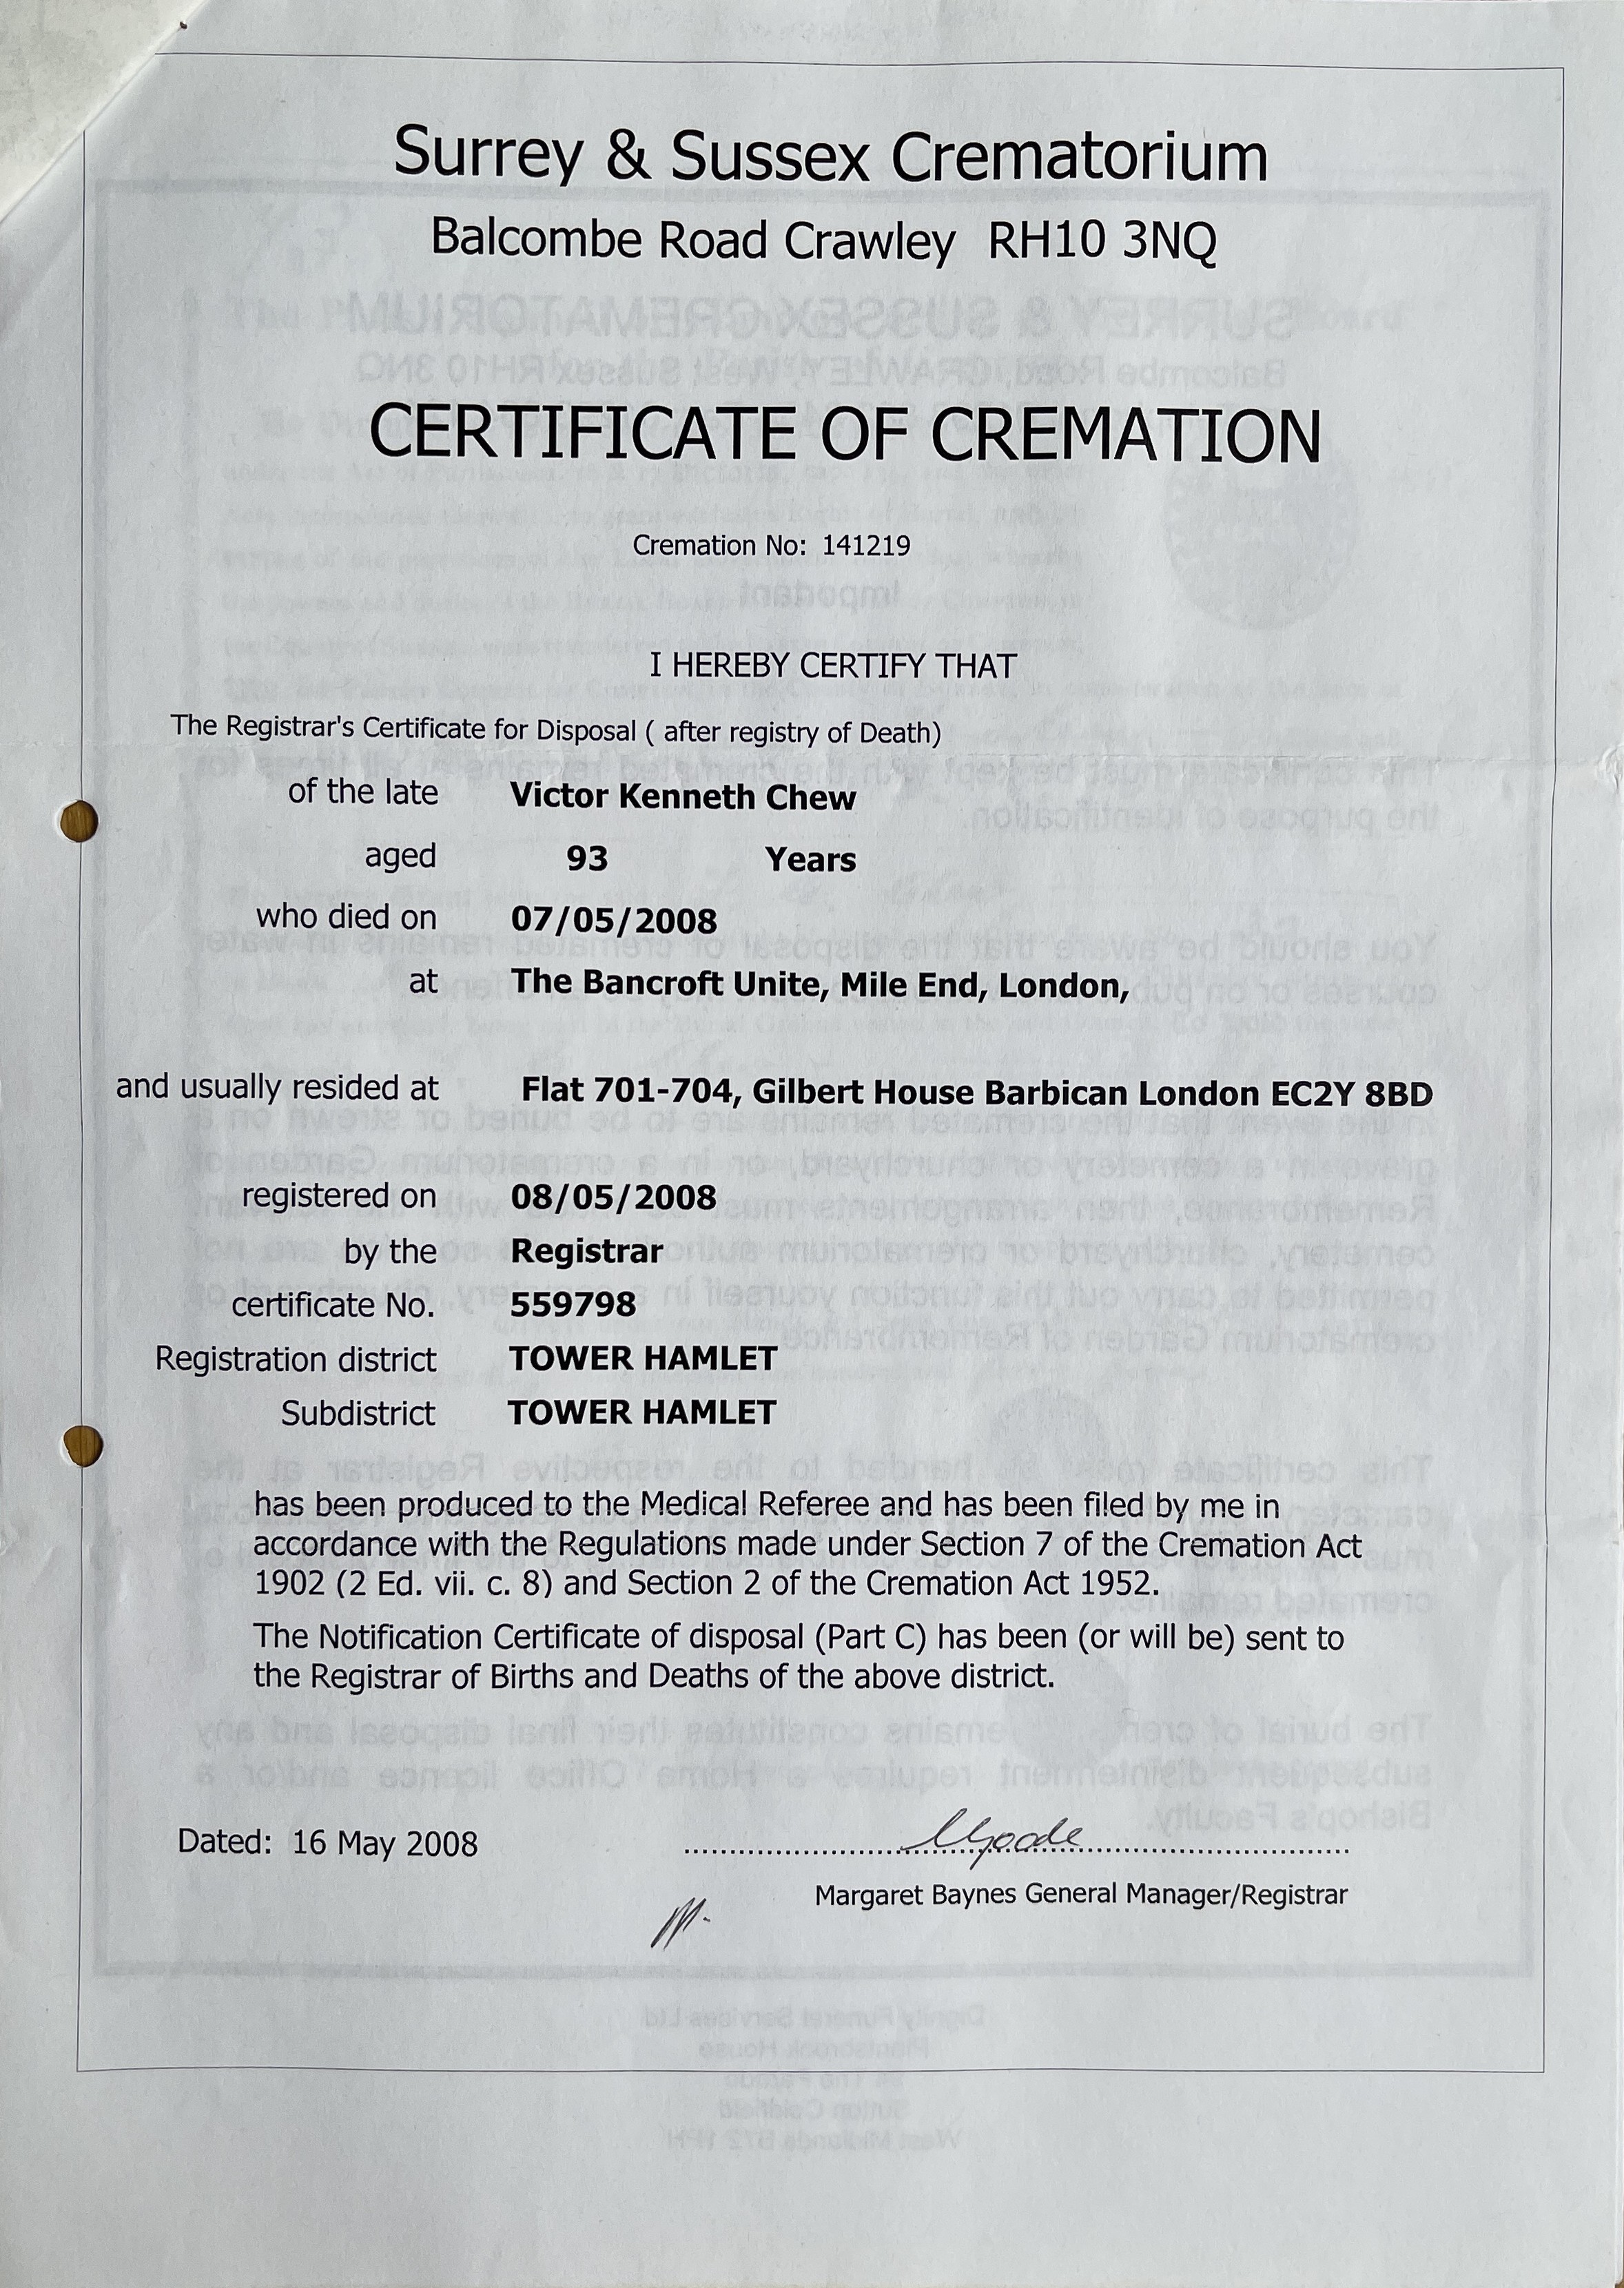 Surrey & Sussex Crematorium
Balcombe Road Crawley RH10 3NQ
CERTIFICATE OF CREMATION
Cremation No: 141219
I HEREBY CERTIFY THAT
The Registrar's Certificate for Disposal ( after registry of Death)
of the late Victor Kenneth Chew
aged 93 Years
who died on 07/05/2008
at The Bancroft Unite, Mile End, London,
and usually resided at Flat 701-704, Gilbert House Barbican London EC2Y 8BD
registered on 08/05/2008
by the Registrar
certificate No. 559798
Registration district TOWER HAMLET
Subdistrict TOWER HAMLET
has been produced to the Medical Referee and has been filed by me in
accordance with the Regulations made under Section 7 of the Cremation Act
1902 (2 Ed. vii. c. 8) and Section 2 of the Cremation Act 1952.
The Notification Certificate of disposal (Part C) has been (or will be) sent to
the Registrar of Births and Deaths of the above district.
Dated: 16 May 2008
Margaret Baynes General Manager/Registrar